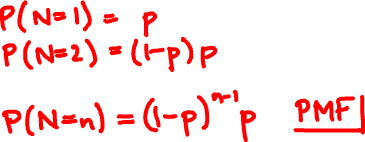 P(N=1) = p
P(N=2) = (1-p)p
P(N=n) = (1-p)^{n-1} p PMF